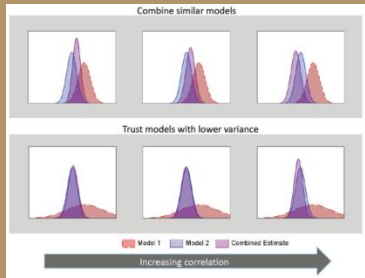 Combine similar models
Trust models with lower variance
Model 1 Model 2 Combined Estimate
Increasing correlation